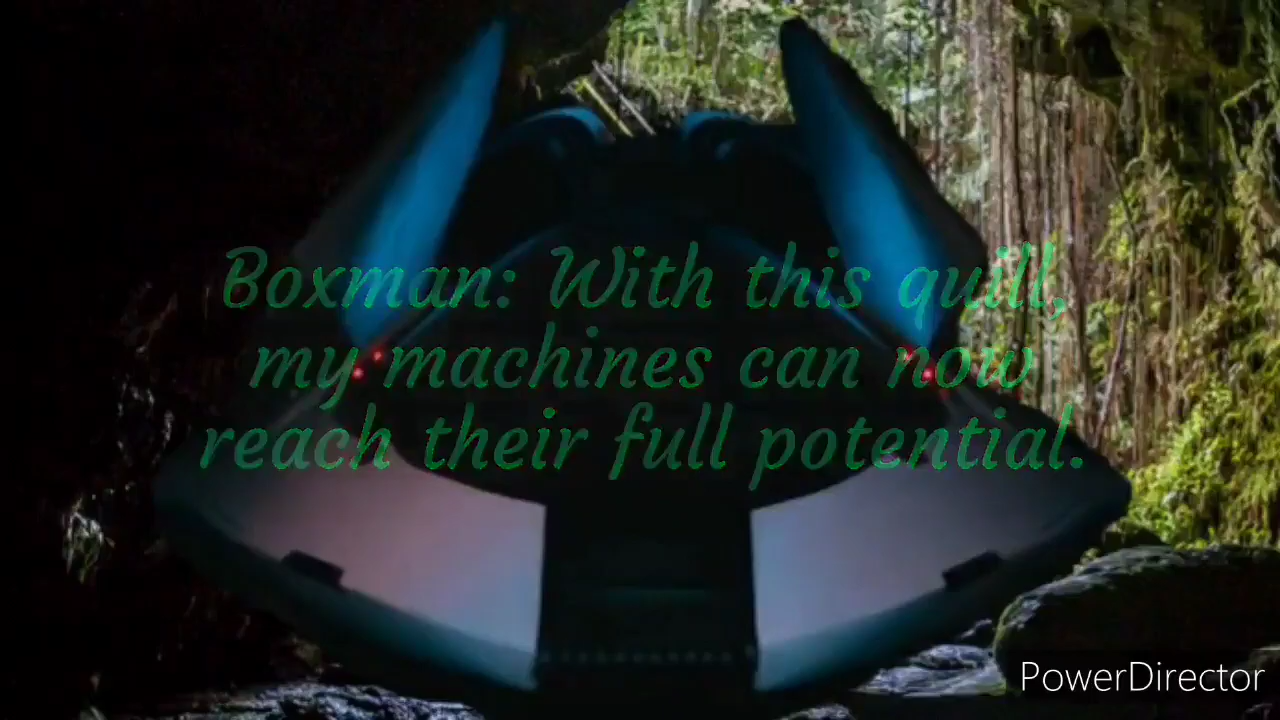 Boxman: With this quill,
my machines can now
reach their full potential.
PowerDirector